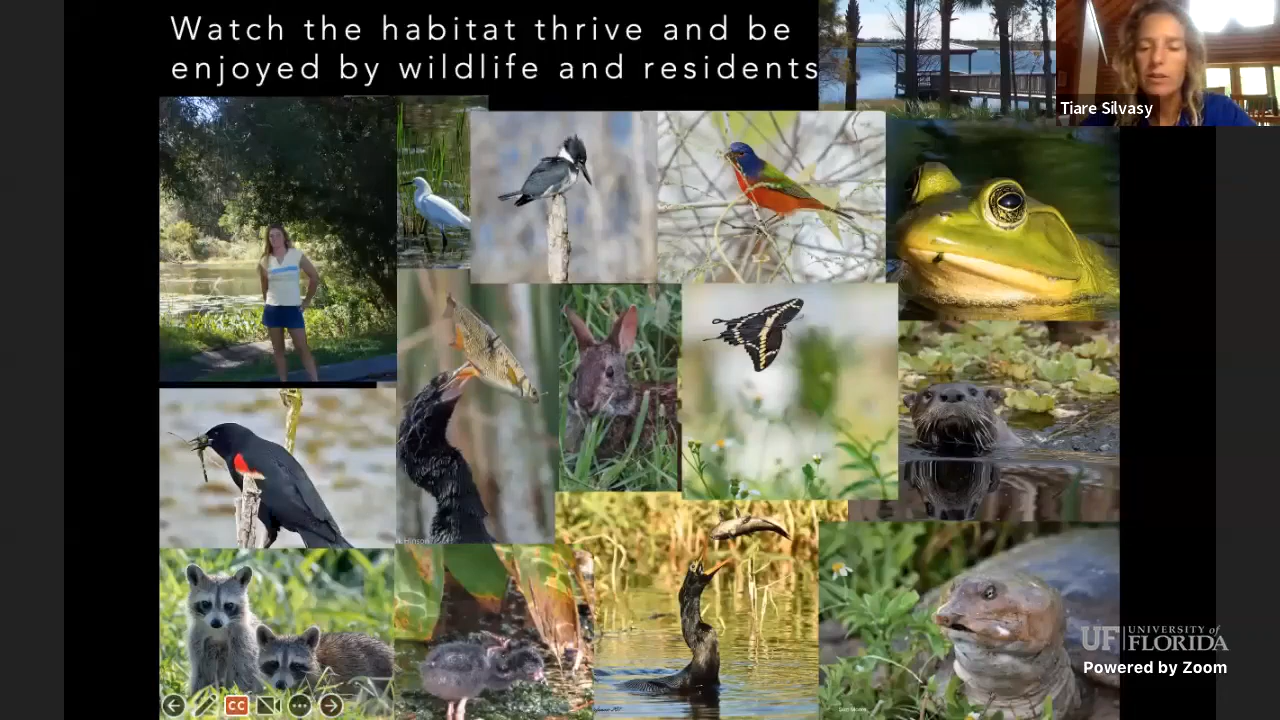 Watch the habitat thrive and be
enjoyed by wildlife and residents
Tiare Silvasy
CC
UF UNIVERSITY of
FLORIDA
Powered by Zoom